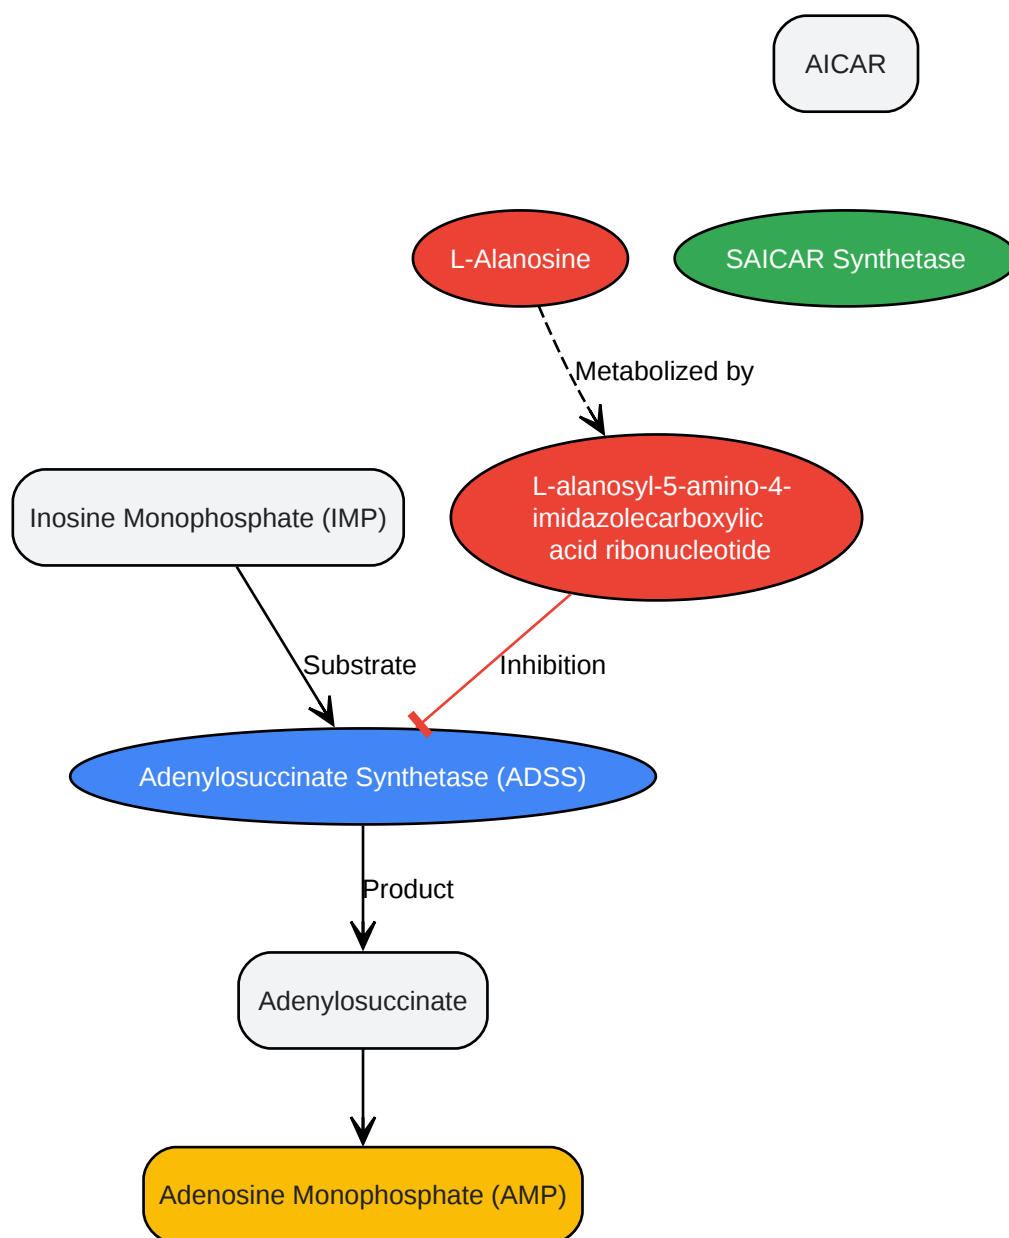 AICAR
L-Alanosine
SAICAR Synthetase
Metabolized by
L-alanosyl-5-amino-4-
imidazolecarboxylic
acid ribonucleotide
Inosine Monophosphate (IMP)
Substrate
Inhibition
Adenylosuccinate Synthetase (ADSS)
Product
Adenylosuccinate
Adenosine Monophosphate (AMP)